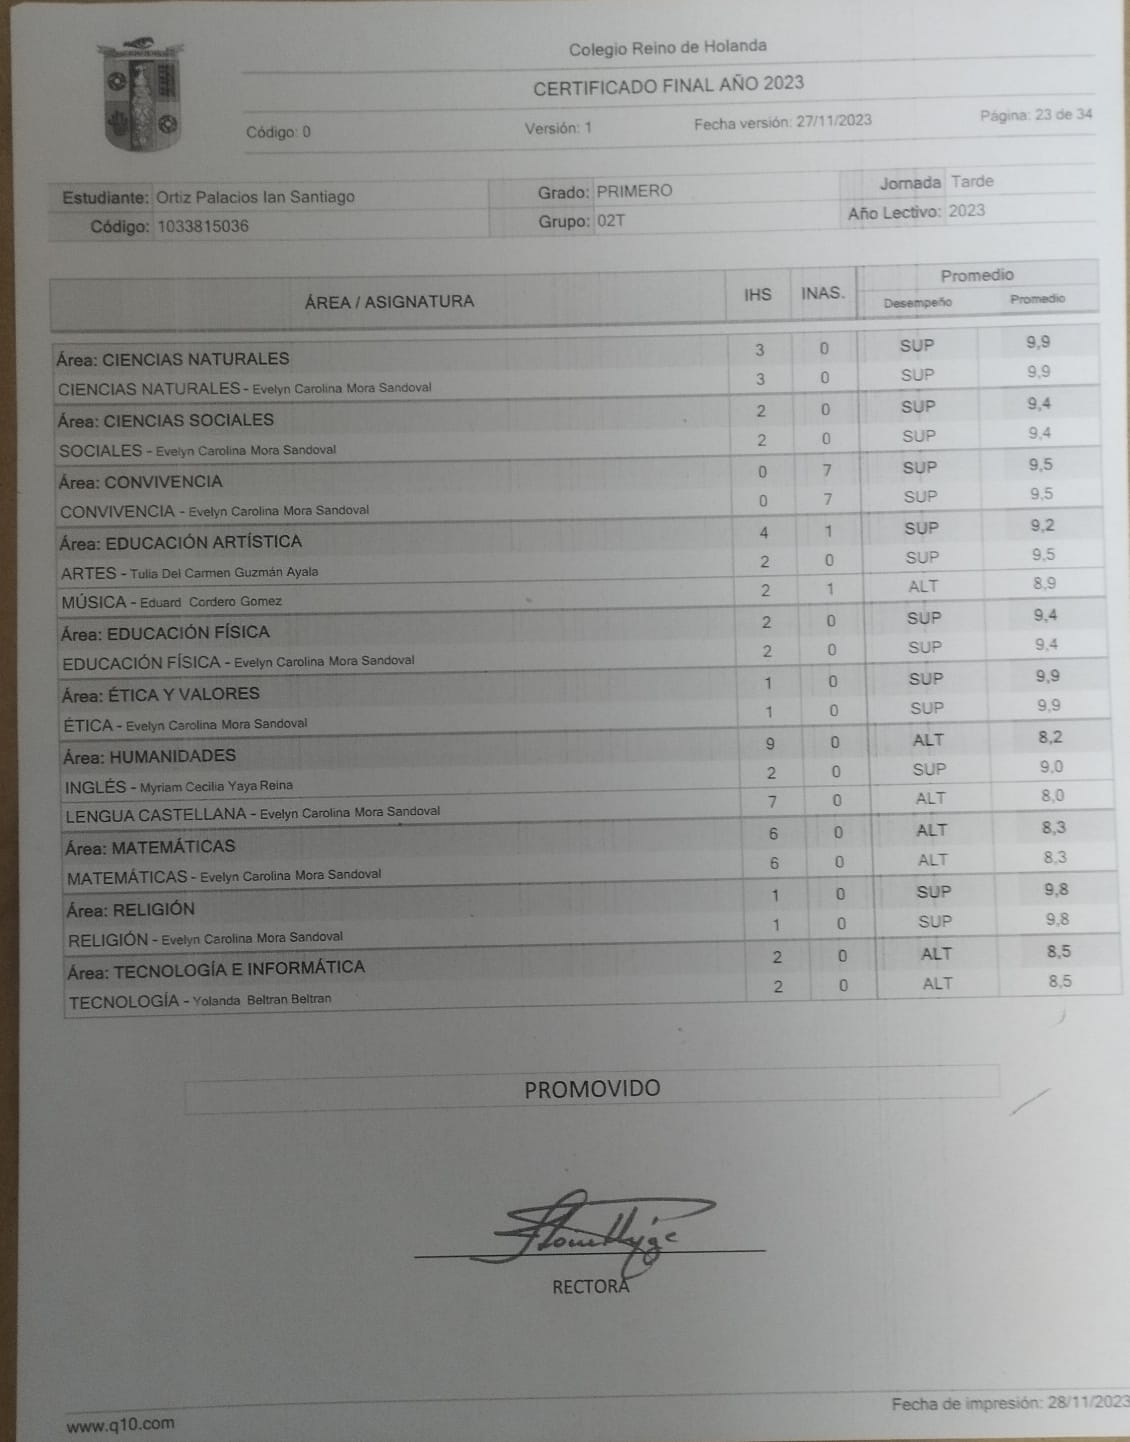 Colegio Reino de Holanda
CERTIFICADO FINAL AÑO 2023
Código: 0 Versión: 1 Fecha versión: 27/11/2023 Página: 23 de 34
Estudiante: Ortiz Palacios Ian Santiago Grado: PRIMERO Jornada Tarde
Código: 1033815036 Grupo: 02T Año Lectivo: 2023
ÁREA / ASIGNATURA IHS INAS. Promedio
Desempeño Promedio
Área: CIENCIAS NATURALES 3 0 SUP 9,9
CIENCIAS NATURALES - Evelyn Carolina Mora Sandoval 3 0 SUP 9,9
Área: CIENCIAS SOCIALES 2 0 SUP 9,4
SOCIALES - Evelyn Carolina Mora Sandoval 2 0 SUP 9,4
Área: CONVIVENCIA 0 7 SUP 9,5
CONVIVENCIA - Evelyn Carolina Mora Sandoval 0 7 SUP 9,5
Área: EDUCACIÓN ARTÍSTICA 4 1 SUP 9,2
ARTES - Tulia Del Carmen Guzmán Ayala 2 0 SUP 9,5
MÚSICA - Eduard Cordero Gomez 2 1 ALT 8,9
Área: EDUCACIÓN FÍSICA 2 0 SUP 9,4
EDUCACIÓN FÍSICA - Evelyn Carolina Mora Sandoval 2 0 SUP 9,4
Área: ÉTICA Y VALORES 1 0 SUP 9,9
ÉTICA - Evelyn Carolina Mora Sandoval 1 0 SUP 9,9
Área: HUMANIDADES 9 0 ALT 8,2
INGLÉS - Myriam Cecilia Yaya Reina 2 0 SUP 9,0
LENGUA CASTELLANA - Evelyn Carolina Mora Sandoval 7 0 ALT 8,0
Área: MATEMÁTICAS 6 0 ALT 8,3
MATEMÁTICAS - Evelyn Carolina Mora Sandoval 6 0 ALT 8,3
Área: RELIGIÓN 1 0 SUP 9,8
RELIGIÓN - Evelyn Carolina Mora Sandoval 1 0 SUP 9,8
Área: TECNOLOGÍA E INFORMÁTICA 2 0 ALT 8,5
TECNOLOGÍA - Yolanda Beltran Beltran 2 0 ALT 8,5
PROMOVIDO
RECTORA
Fecha de impresión: 28/11/2023
www.q10.com